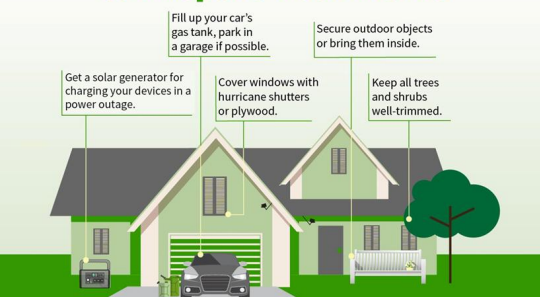 Fill up your car's
gas tank, park in
a garage if possible.
Secure outdoor objects
or bring them inside.
Get a solar generator for
charging your devices in a
power outage.
Cover windows with
hurricane shutters
or plywood.
Keep all trees
and shrubs
well-trimmed.